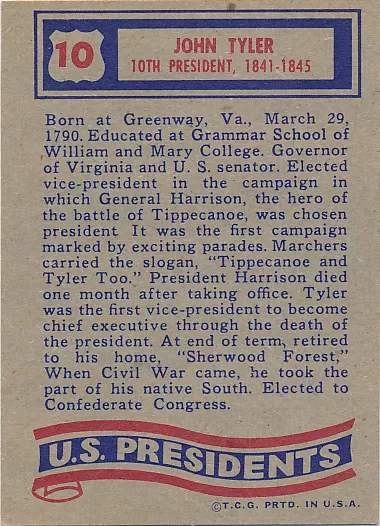 10
JOHN TYLER
10TH PRESIDENT, 1841-1845
Born at Greenway, Va., March 29,
1790. Educated at Grammar School of
William and Mary College. Governor
of Virginia and U. S. senator. Elected
vice-president in the campaign in
which General Harrison, the hero of
the battle of Tippecanoe, was chosen
president. It was the first campaign
marked by exciting parades. Marchers
carried the slogan, "Tippecanoe and
Tyler Too." President Harrison died
one month after taking office. Tyler
was the first vice-president to become
chief executive through the death of
the president. At end of term, retired
to his home, "Sherwood Forest,"
When Civil War came, he took the
part of his native South. Elected to
Confederate Congress.
U.S. PRESIDENTS
©T.C.G. PRTD. IN U.S.A.